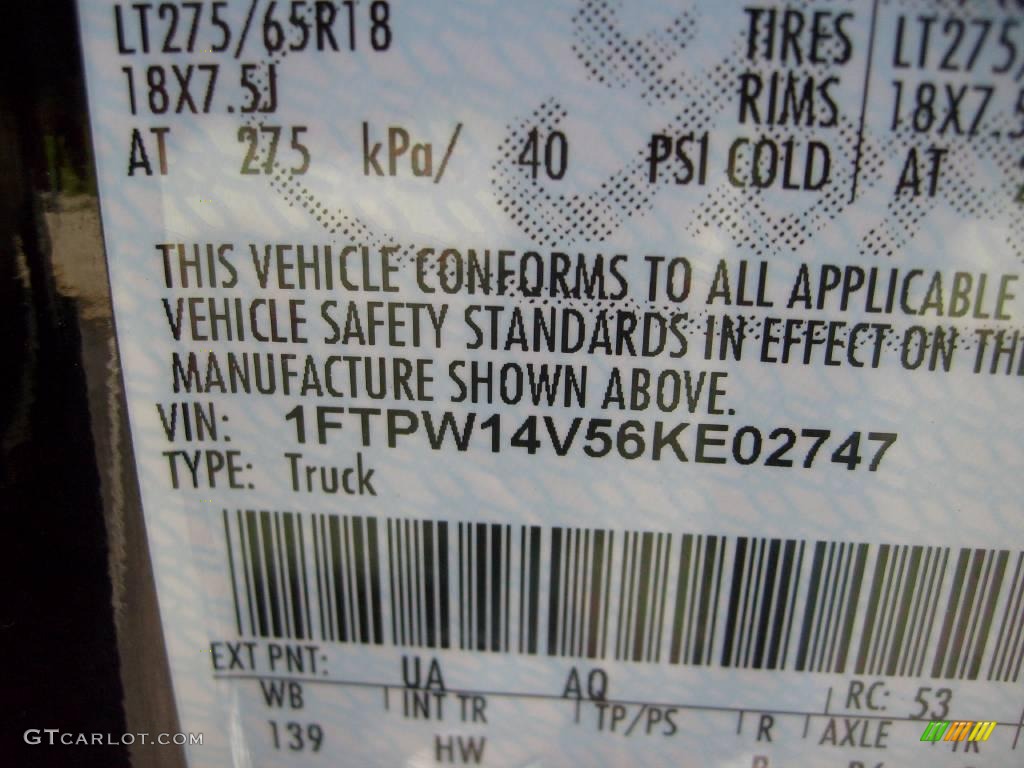 LT275/65R18 TIRES LT275/
18X7.5J RIMS 18X7.5
AT 275 kPa/ 40 PSI COLD AT
THIS VEHICLE CONFORMS TO ALL APPLICABLE
VEHICLE SAFETY STANDARDS IN EFFECT ON THE
MANUFACTURE SHOWN ABOVE.
VIN: 1FTPW14V56KE02747
TYPE: Truck
EXT PNT: UA AQ RC: 53
WB INT TR TP/PS R AXLE TR
139 HW
GTCARLOT.COM